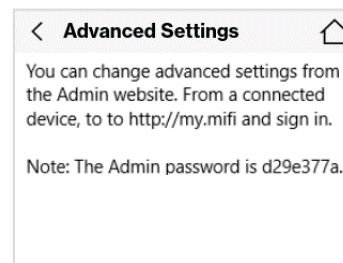 Advanced Settings
You can change advanced settings from
the Admin website. From a connected
device, to to http://my.mifi and sign in.
Note: The Admin password is d29e377a.